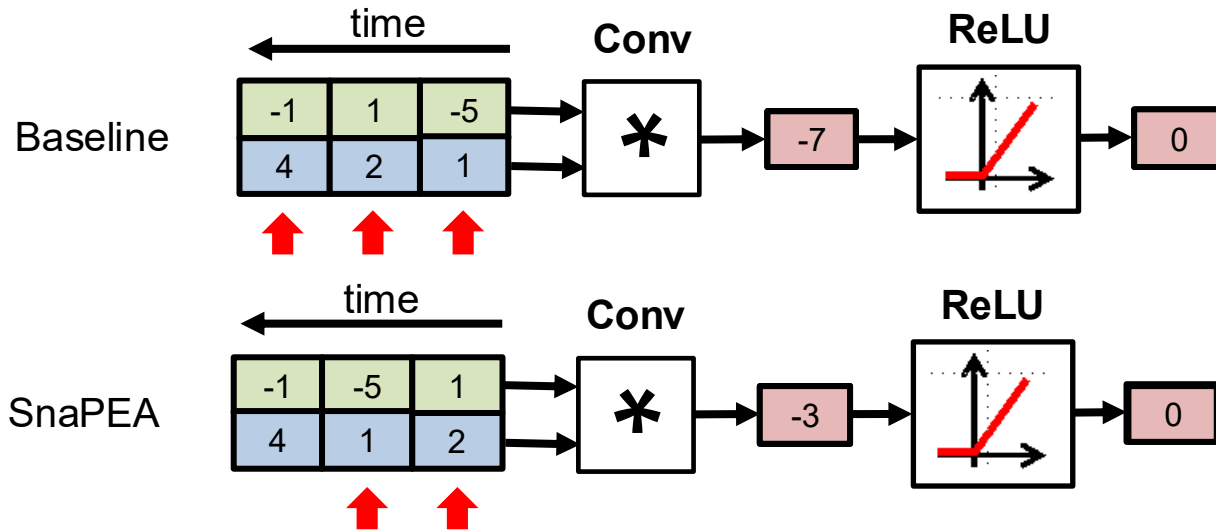 time
Conv
ReLU
Baseline
-1 1 -5
4 2 1
*
-7
0
time
Conv
ReLU
SnaPEA
-1 -5 1
4 1 2
*
-3
0